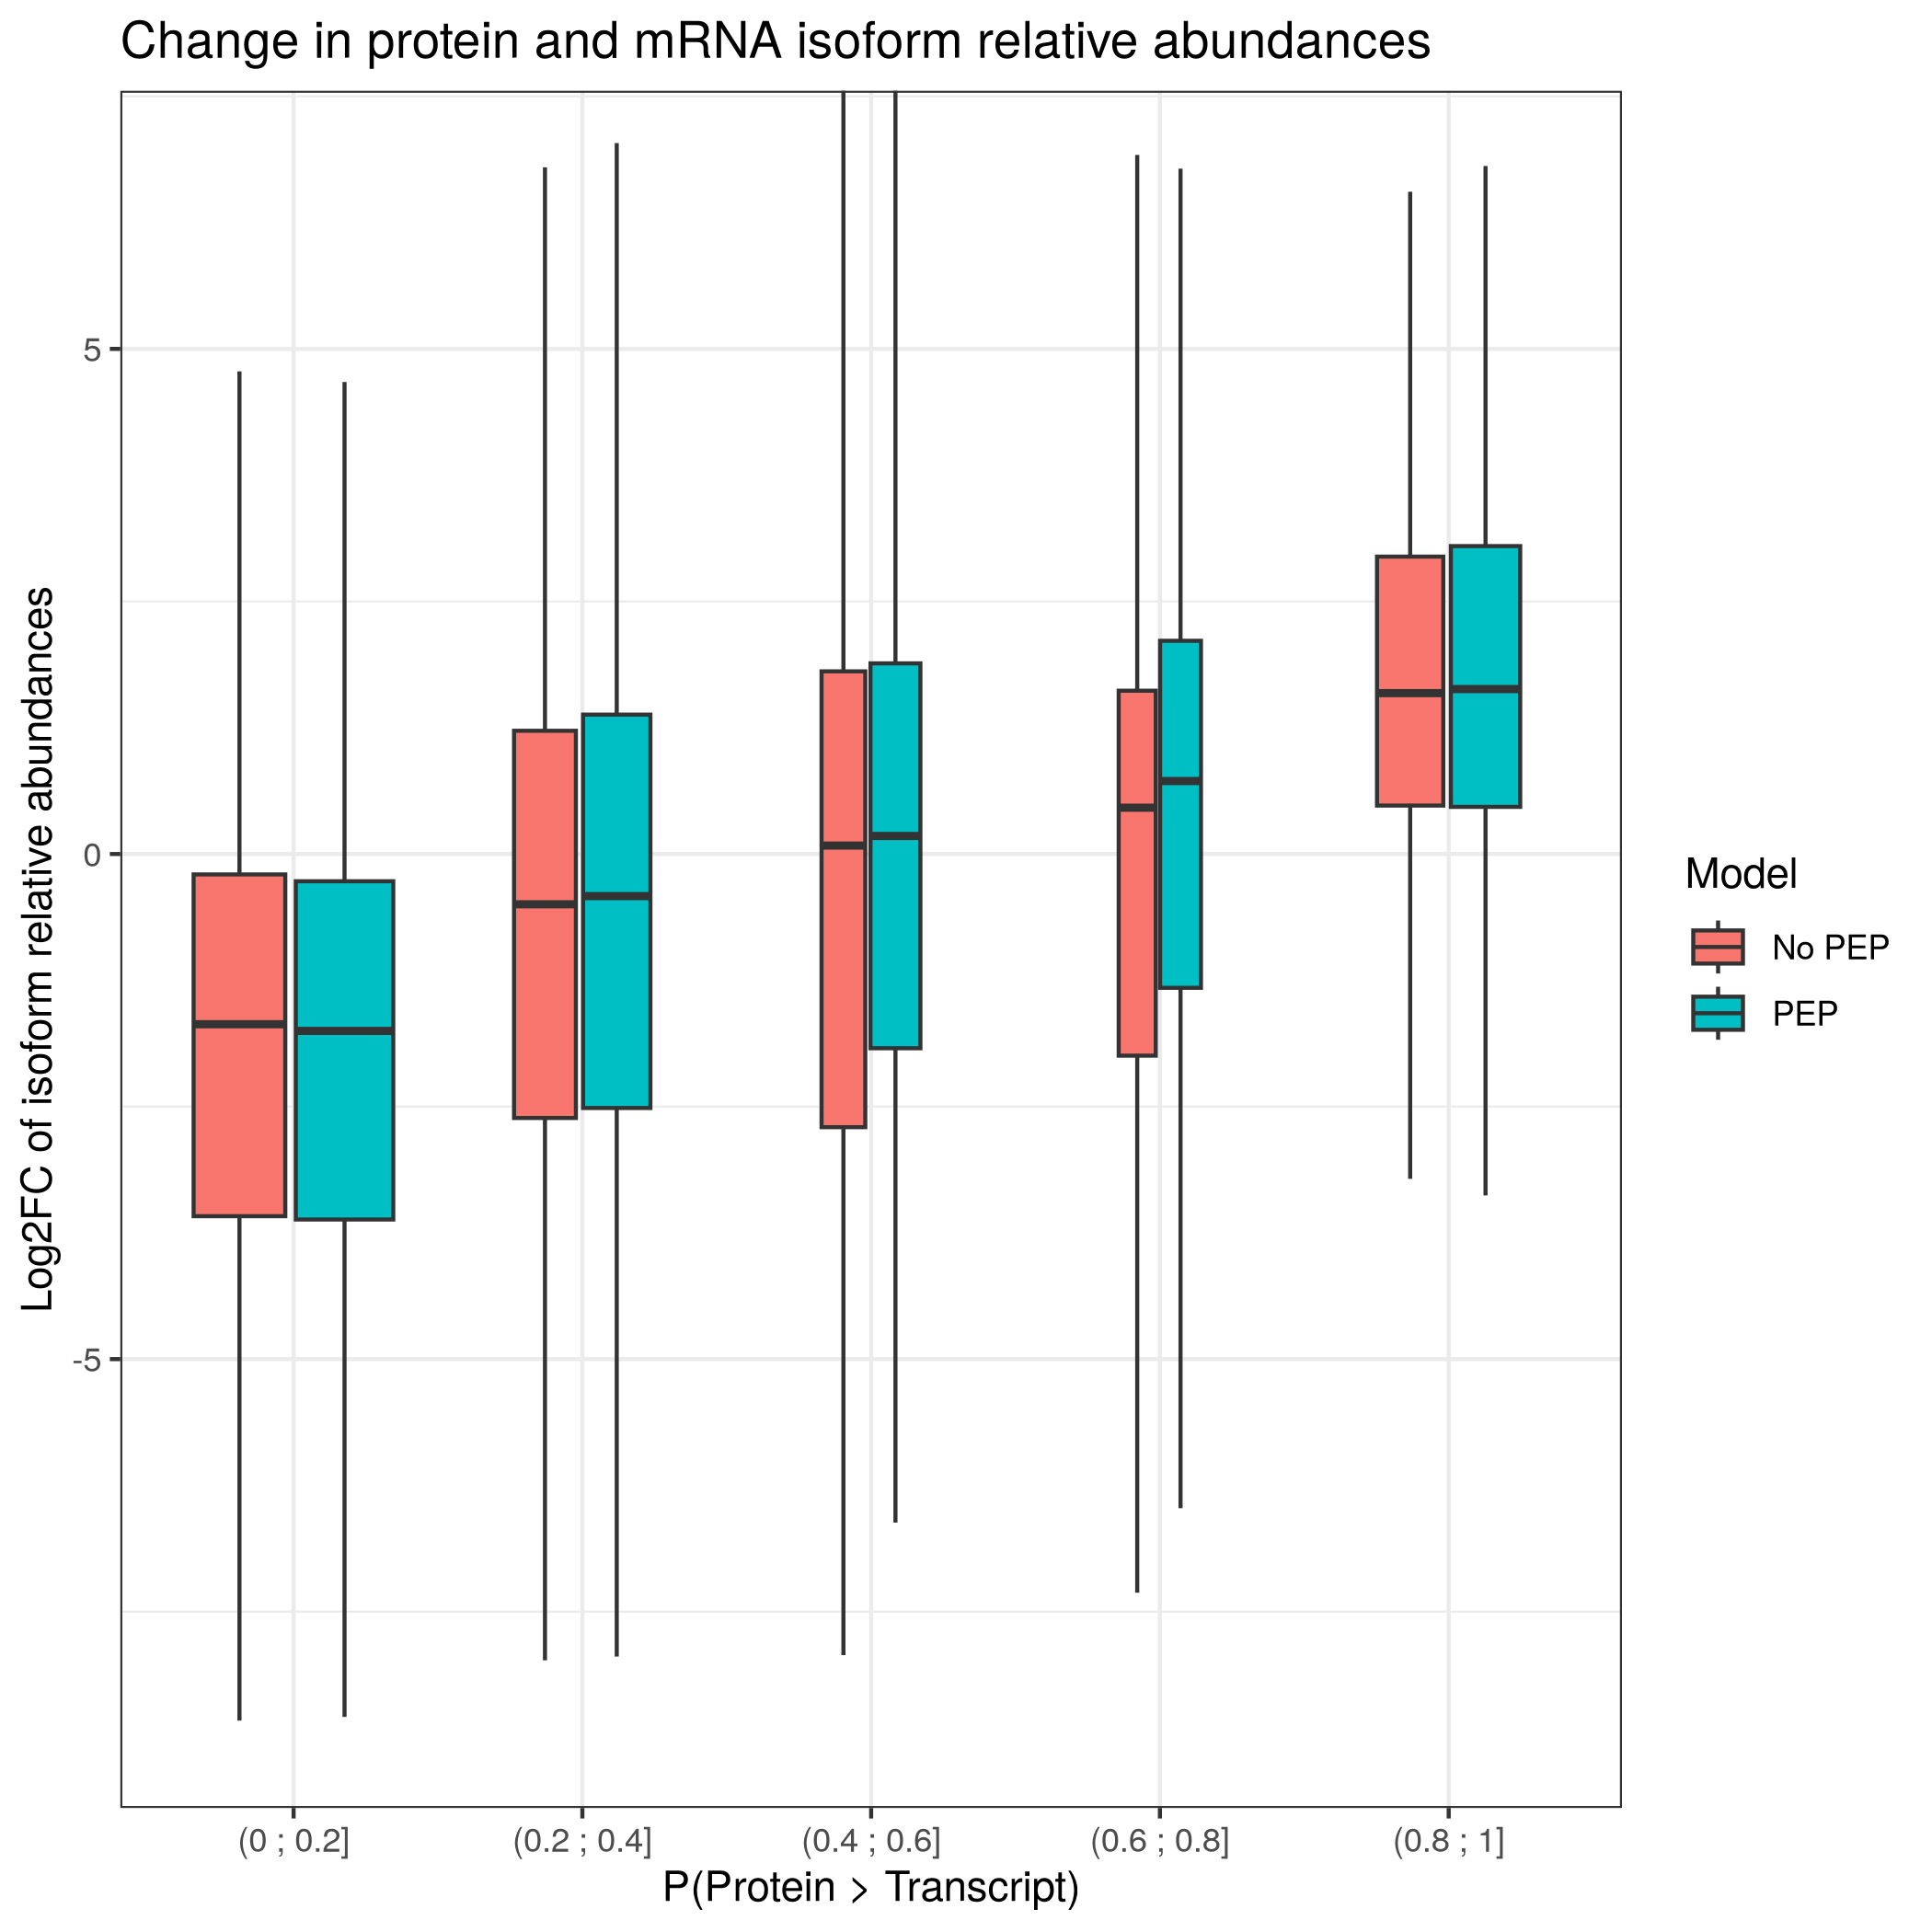 Change in protein and mRNA isoform relative abundances
Log2FC of isoform relative abundances
5
0
-5
(0 ; 0.2]
(0.2 ; 0.4]
(0.4 ; 0.6]
(0.6 ; 0.8]
(0.8 ; 1]
P(Protein > Transcript)
Model
No PEP
PEP